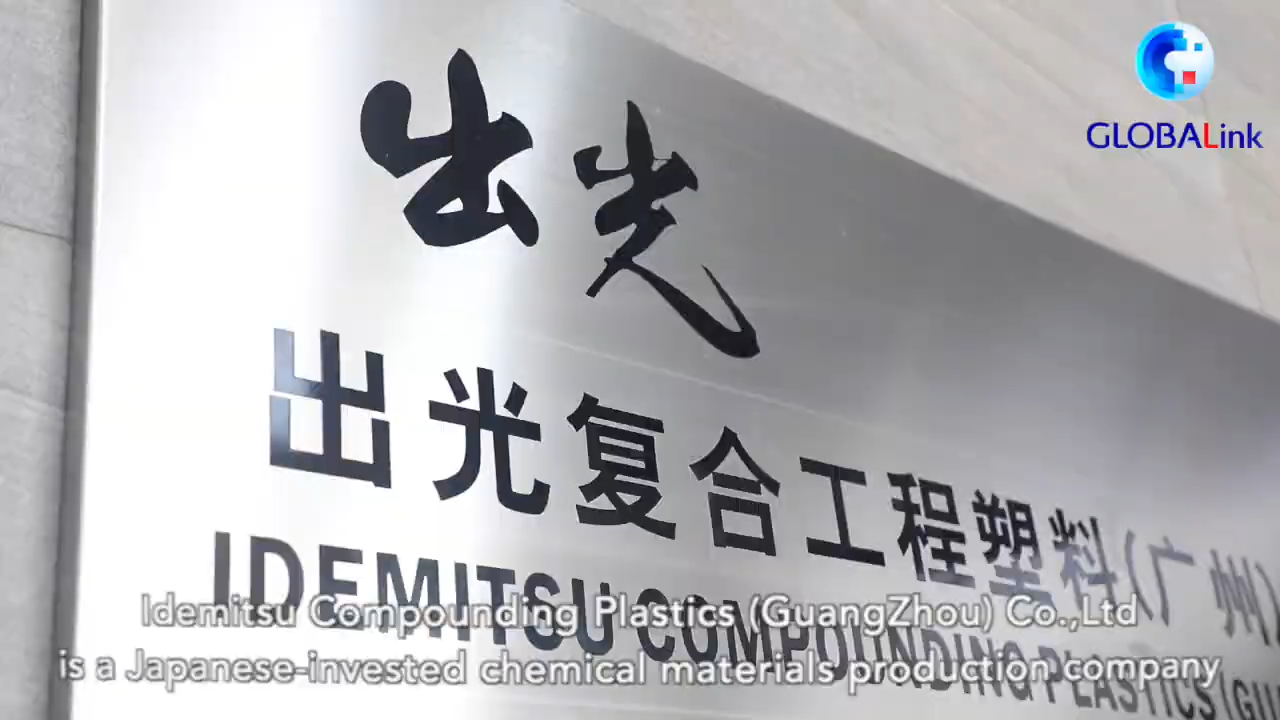 GLOBALink
出光
出光复合工程塑料(广州)
IDEMITSU COMPOUNDING PLASTICS (GU
Idemitsu Compounding Plastics (GuangZhou) Co.,Ltd
is a Japanese-invested chemical materials production company